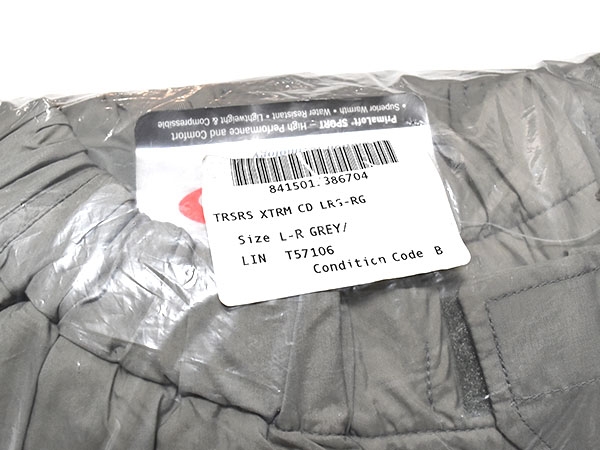 PrimaLoft® SPORT – High Performance and Comfort
• Superior Warmth • Water Resistant • Lightweight & Compressible
841501.386704
TRSRS XTRM CD LRG-RG
Size L-R GREY/
LIN T57106
Condition Code B